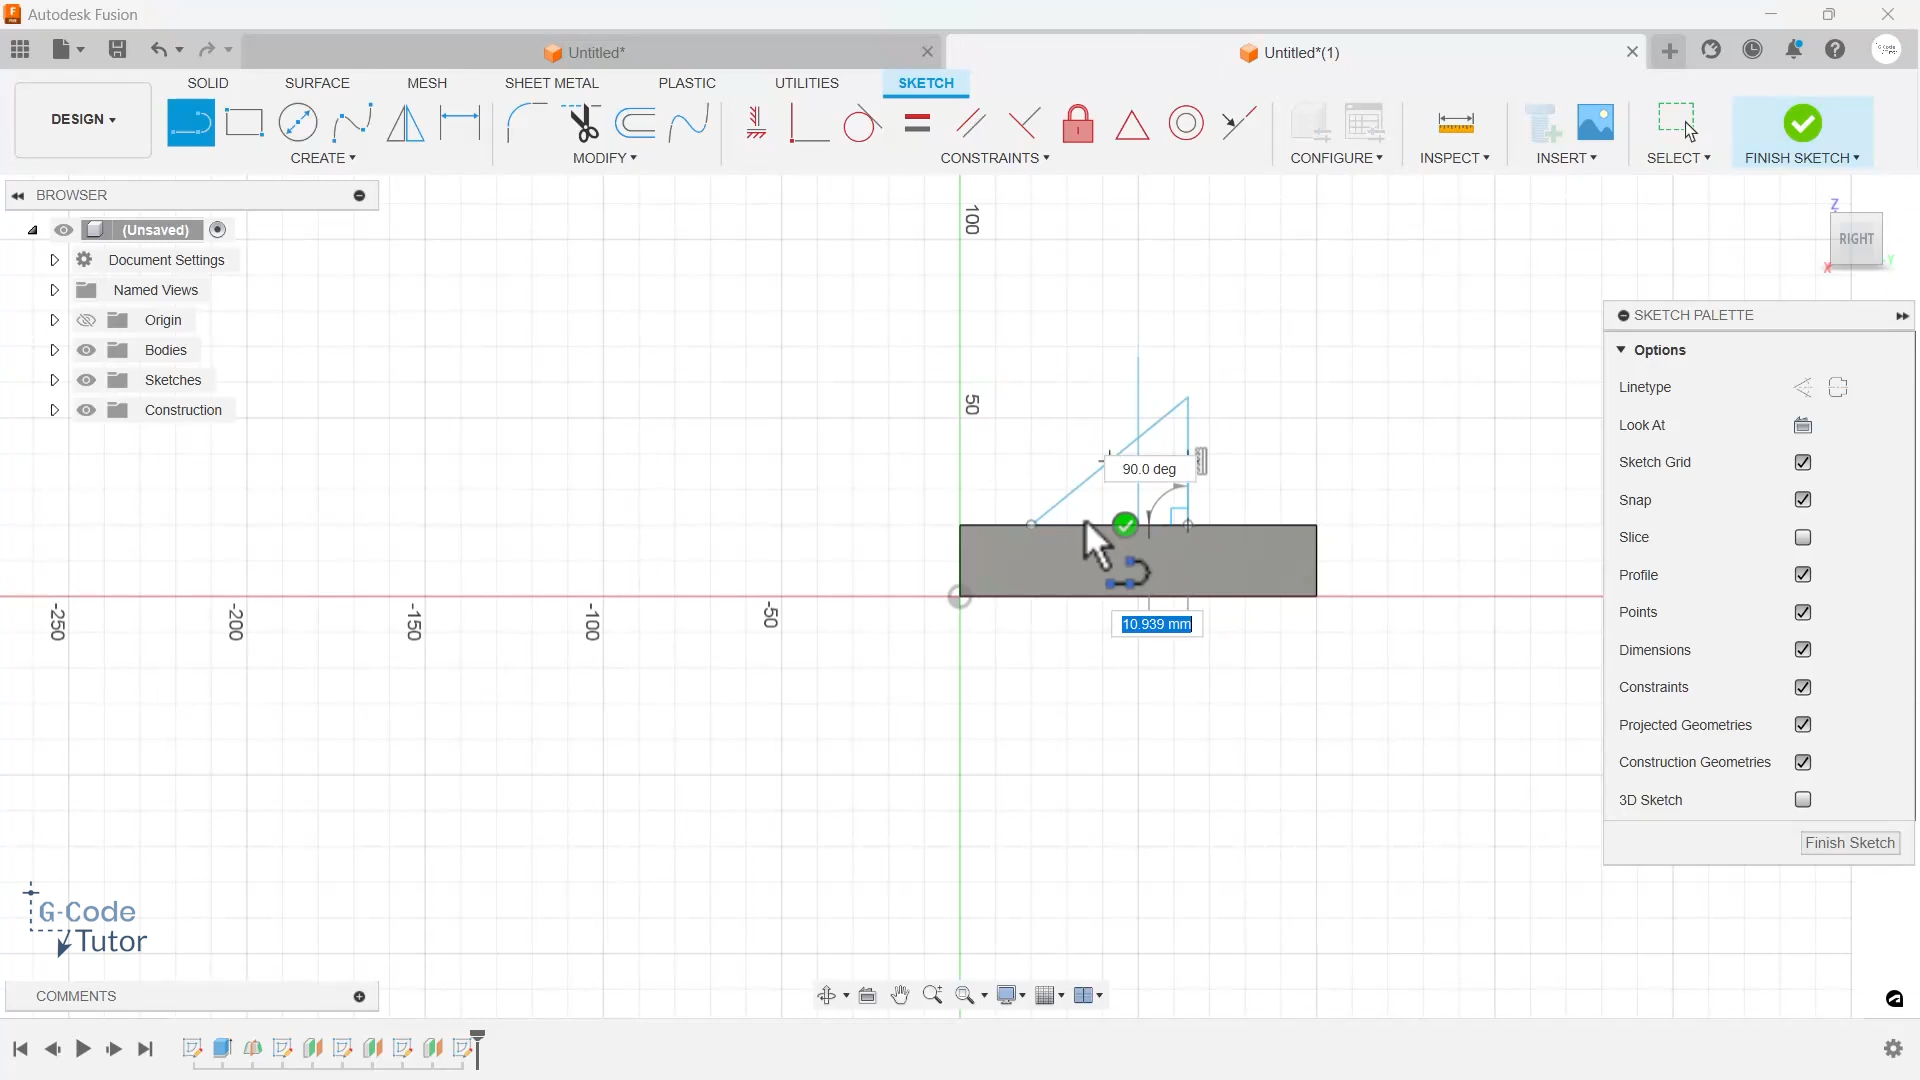 Autodesk Fusion
Untitled*
Untitled*(1)
SOLID
SURFACE
MESH
SHEET METAL
PLASTIC
UTILITIES
SKETCH
DESIGN
CREATE
MODIFY
CONSTRAINTS
CONFIGURE
INSPECT
INSERT
SELECT
FINISH SKETCH
BROWSER
(Unsaved)
Document Settings
Named Views
Origin
Bodies
Sketches
Construction
100
50
-250
-200
-150
-100
-50
90.0 deg
10.939 mm
Z
RIGHT
X
Y
SKETCH PALETTE
Options
Linetype
Look At
Sketch Grid
Snap
Slice
Profile
Points
Dimensions
Constraints
Projected Geometries
Construction Geometries
3D Sketch
Finish Sketch
G-Code
Tutor
COMMENTS